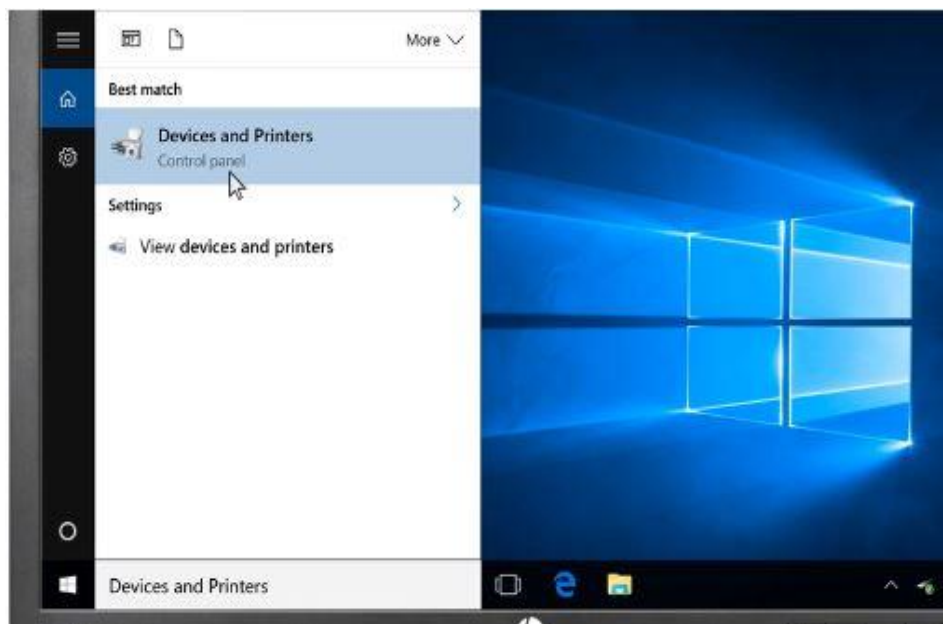 More
Best match
Devices and Printers
Control panel
Settings
View devices and printers
Devices and Printers